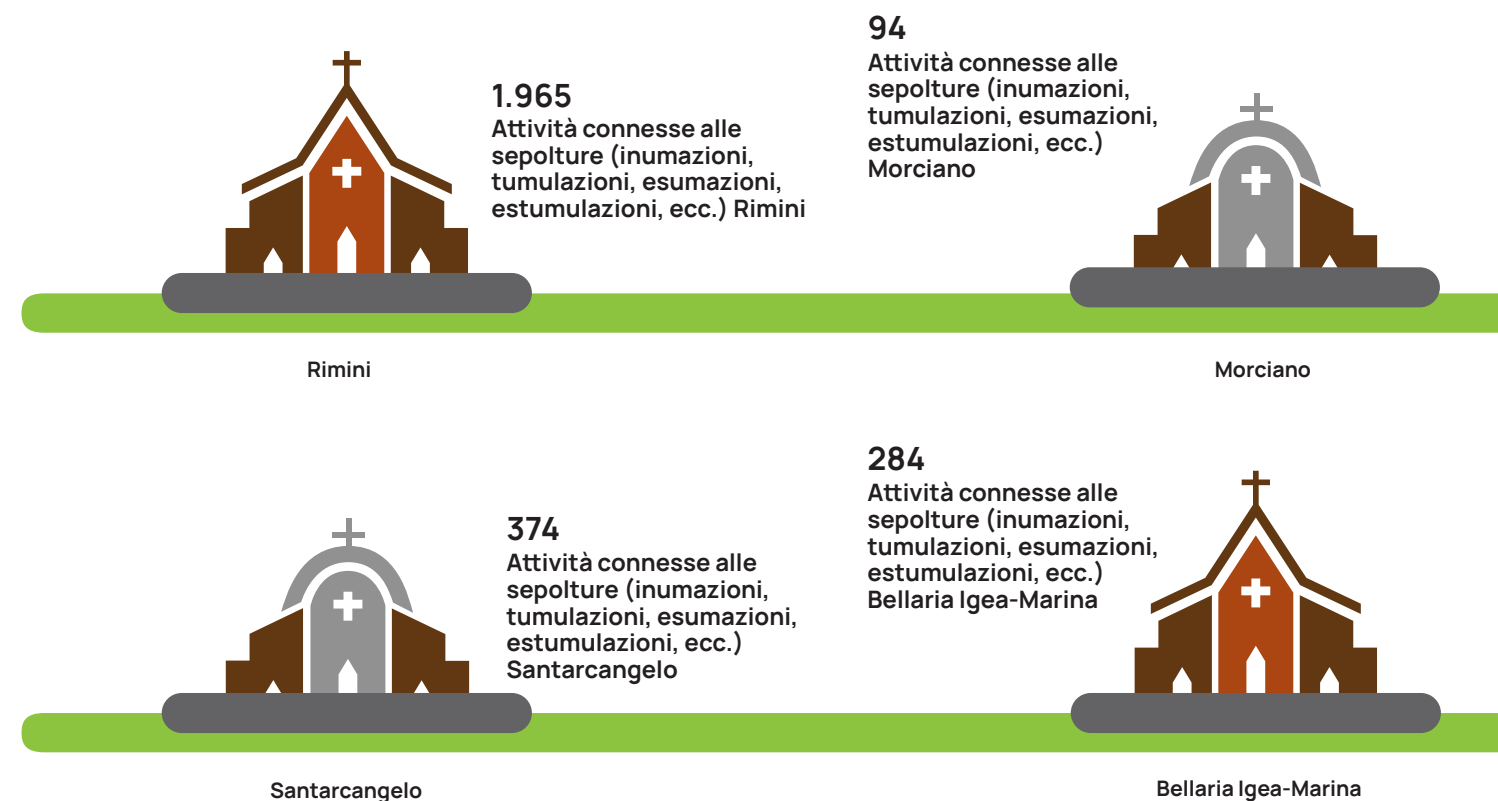 1.965
Attività connesse alle
sepolture (inumazioni,
tumulazioni, esumazioni,
estumulazioni, ecc.) Rimini
94
Attività connesse alle
sepolture (inumazioni,
tumulazioni, esumazioni,
estumulazioni, ecc.)
Morciano
Rimini
Morciano
374
Attività connesse alle
sepolture (inumazioni,
tumulazioni, esumazioni,
estumulazioni, ecc.)
Santarcangelo
284
Attività connesse alle
sepolture (inumazioni,
tumulazioni, esumazioni,
estumulazioni, ecc.)
Bellaria Igea-Marina
Santarcangelo
Bellaria Igea-Marina